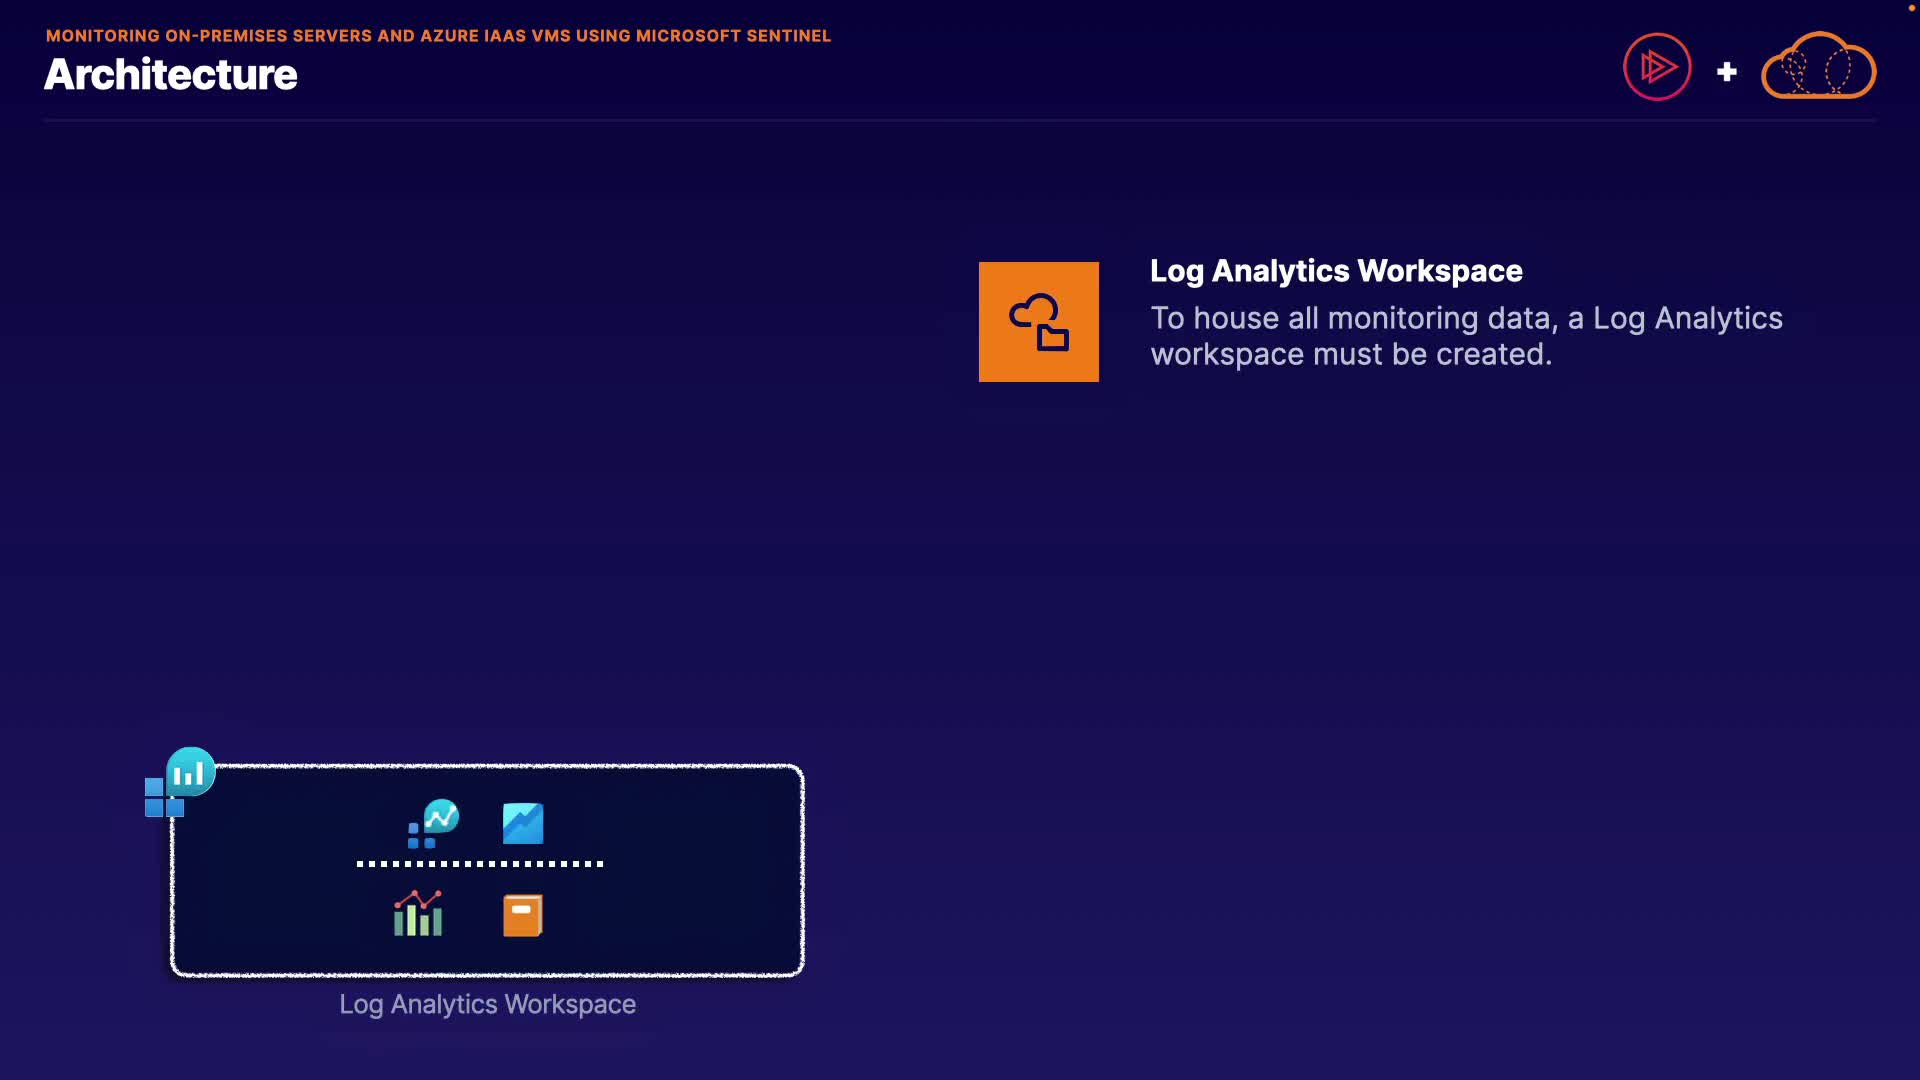 MONITORING ON-PREMISES SERVERS AND AZURE IAAS VMS USING MICROSOFT SENTINEL
Architecture
Log Analytics Workspace
To house all monitoring data, a Log Analytics
workspace must be created.
Log Analytics Workspace